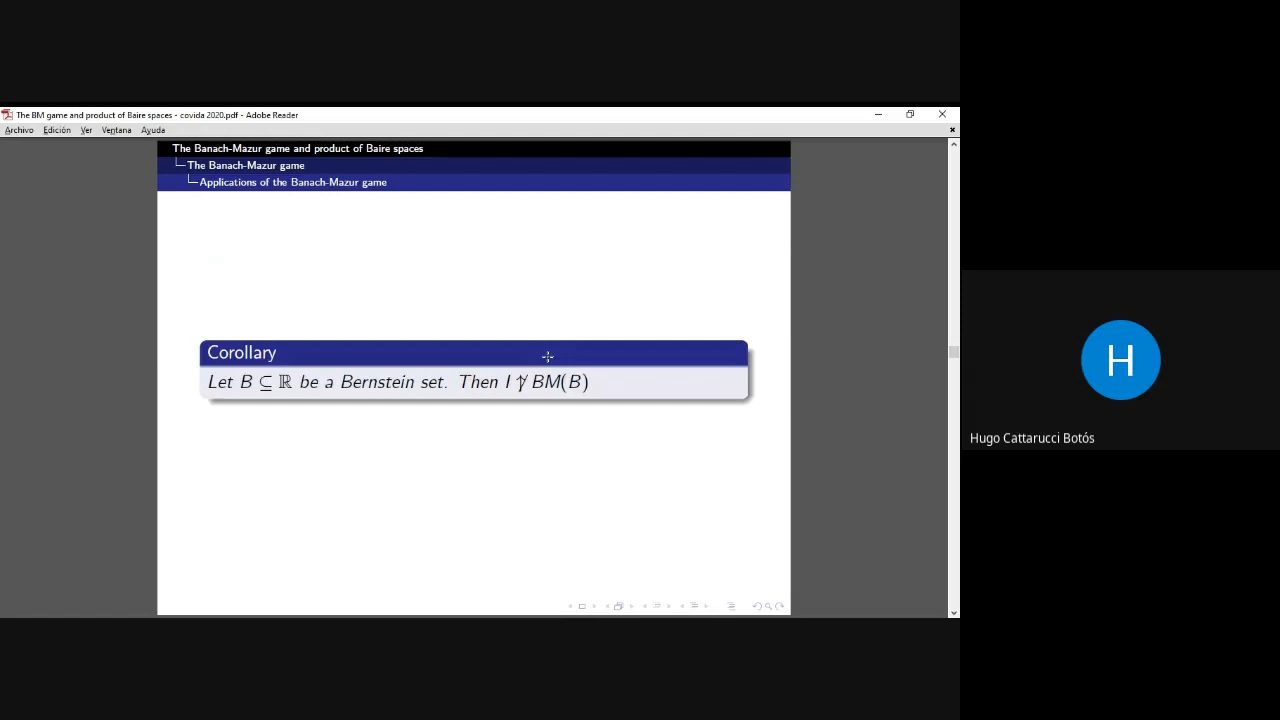 The BM game and product of Baire spaces - covida 2020.pdf - Adobe Reader
Archivo Edición Ver Ventana Ayuda
The Banach-Mazur game and product of Baire spaces
The Banach-Mazur game
Applications of the Banach-Mazur game
Corollary
Let B ⊆ ℝ be a Bernstein set. Then I ↑̸ BM(B)
H
Hugo Cattarucci Botós